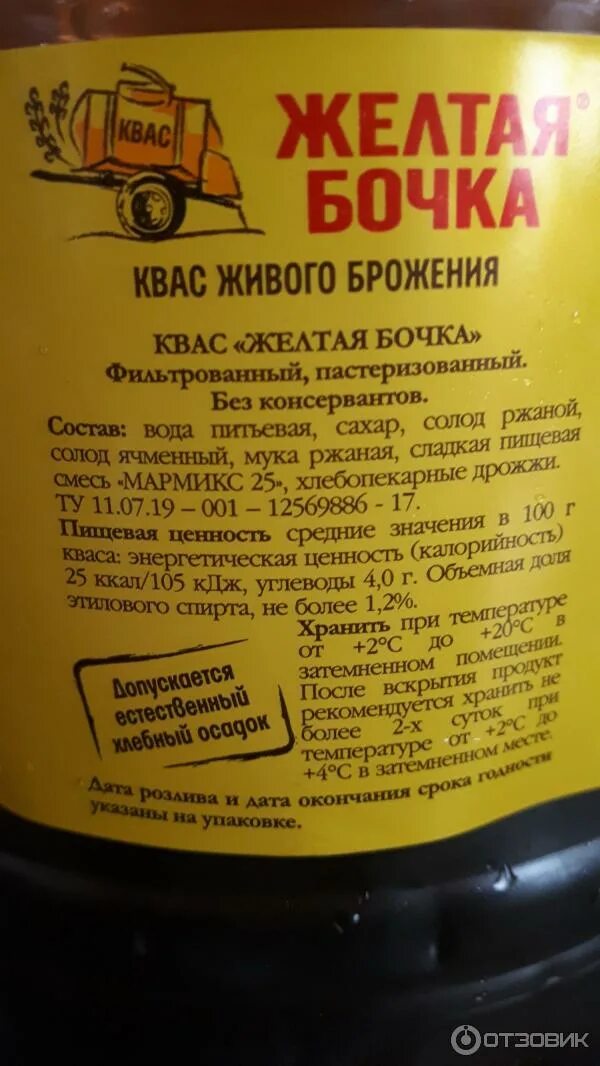 КВАС
ЖЕЛТАЯ®
БОЧКА
КВАС ЖИВОГО БРОЖЕНИЯ
КВАС «ЖЕЛТАЯ БОЧКА»
Фильтрованный, пастеризованный.
Без консервантов.
Состав: вода питьевая, сахар, солод ржаной,
солод ячменный, мука ржаная, сладкая пищевая
смесь «МАРМИКС 25», хлебопекарные дрожжи.
ТУ 11.07.19 – 001 – 12569886 - 17.
Пищевая ценность средние значения в 100 г
кваса: энергетическая ценность (калорийность)
25 ккал/105 кДж, углеводы 4,0 г. Объемная доля
этилового спирта, не более 1,2%.
Хранить при температуре
от +2°С до +20°С в
затемненном помещении.
После вскрытия продукт
рекомендуется хранить не
более 2-х суток при
температуре от +2°С до
+4°С в затемненном месте.
Допускается
естественный
хлебный осадок
Дата розлива и дата окончания срока годности
указаны на упаковке.
ОТЗОВИК